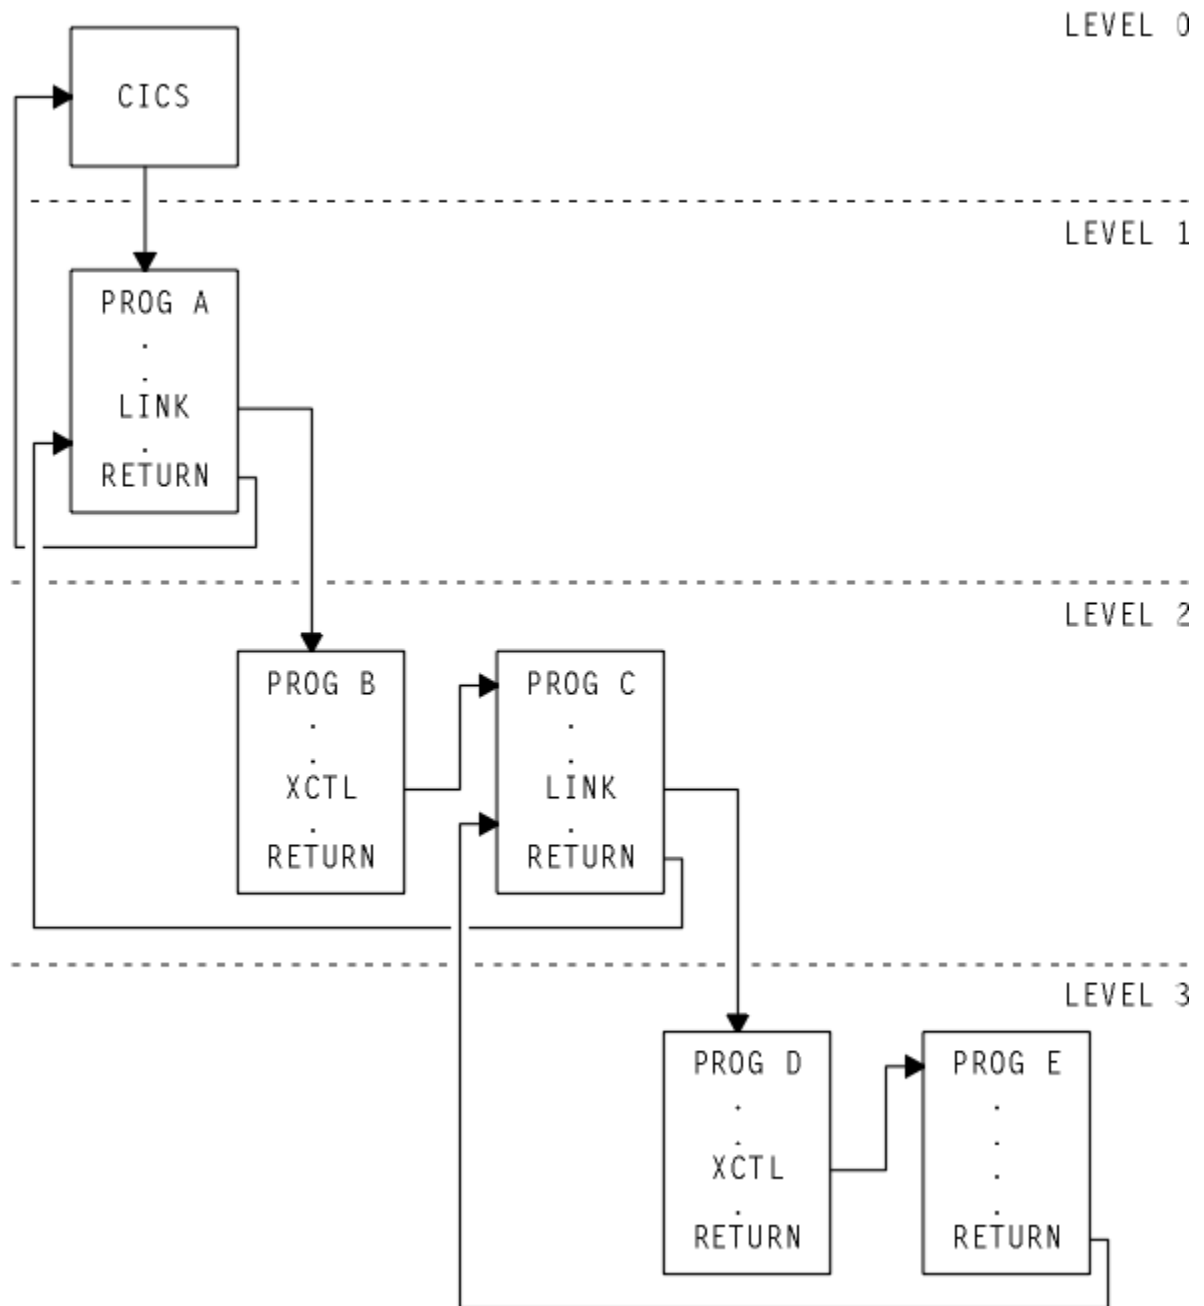 LEVEL 0
CICS
LEVEL 1
PROG A
.
.
LINK
.
RETURN
LEVEL 2
PROG B
.
.
XCTL
.
RETURN
PROG C
.
.
LINK
.
RETURN
LEVEL 3
PROG D
.
.
XCTL
.
RETURN
PROG E
.
.
.
.
RETURN